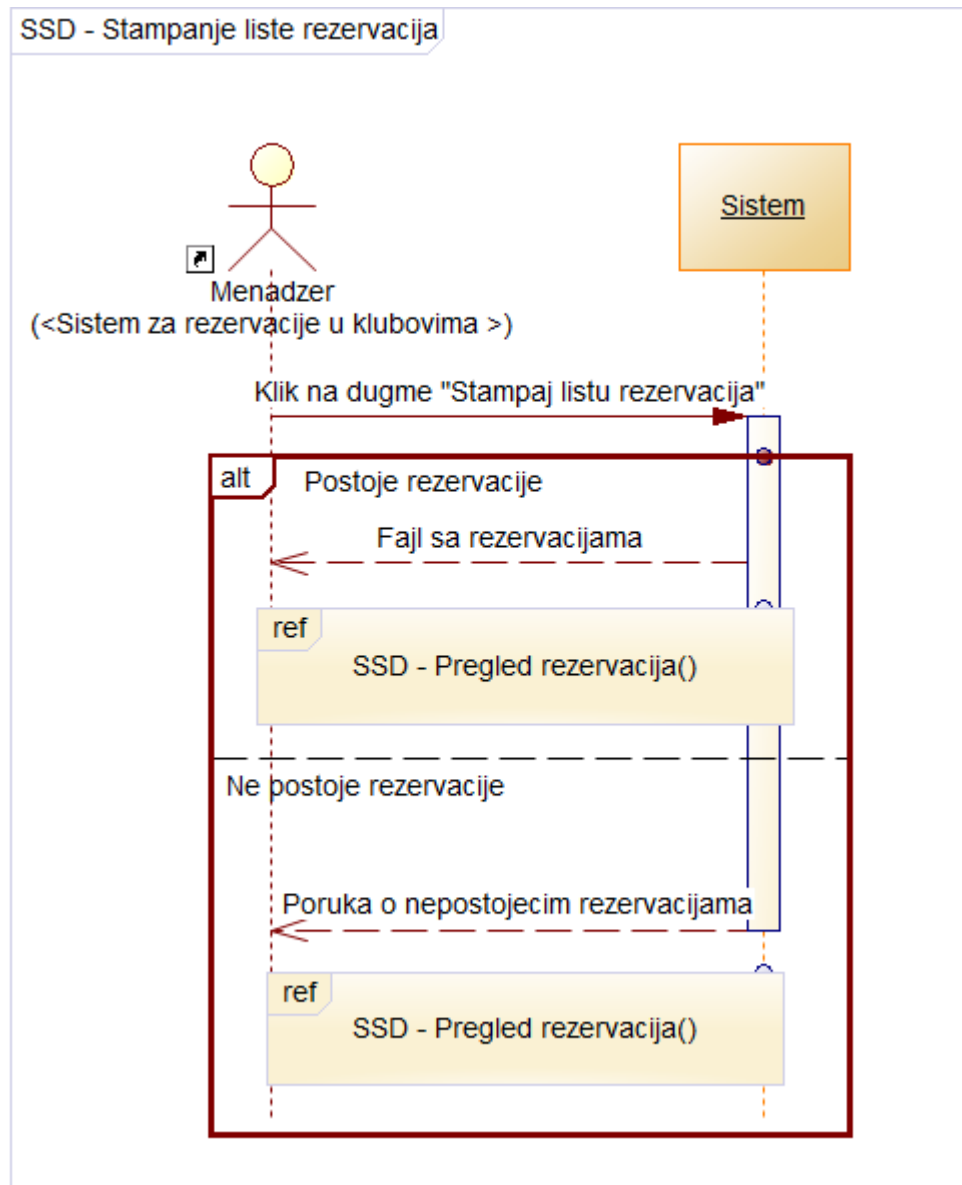 SSD - Stampanje liste rezervacija
Sistem
Menadzer
(<Sistem za rezervacije u klubovima >)
Klik na dugme "Stampaj listu rezervacija"
alt
Postoje rezervacije
Fajl sa rezervacijama
ref
SSD - Pregled rezervacija()
Ne postoje rezervacije
Poruka o nepostojecim rezervacijama
ref
SSD - Pregled rezervacija()